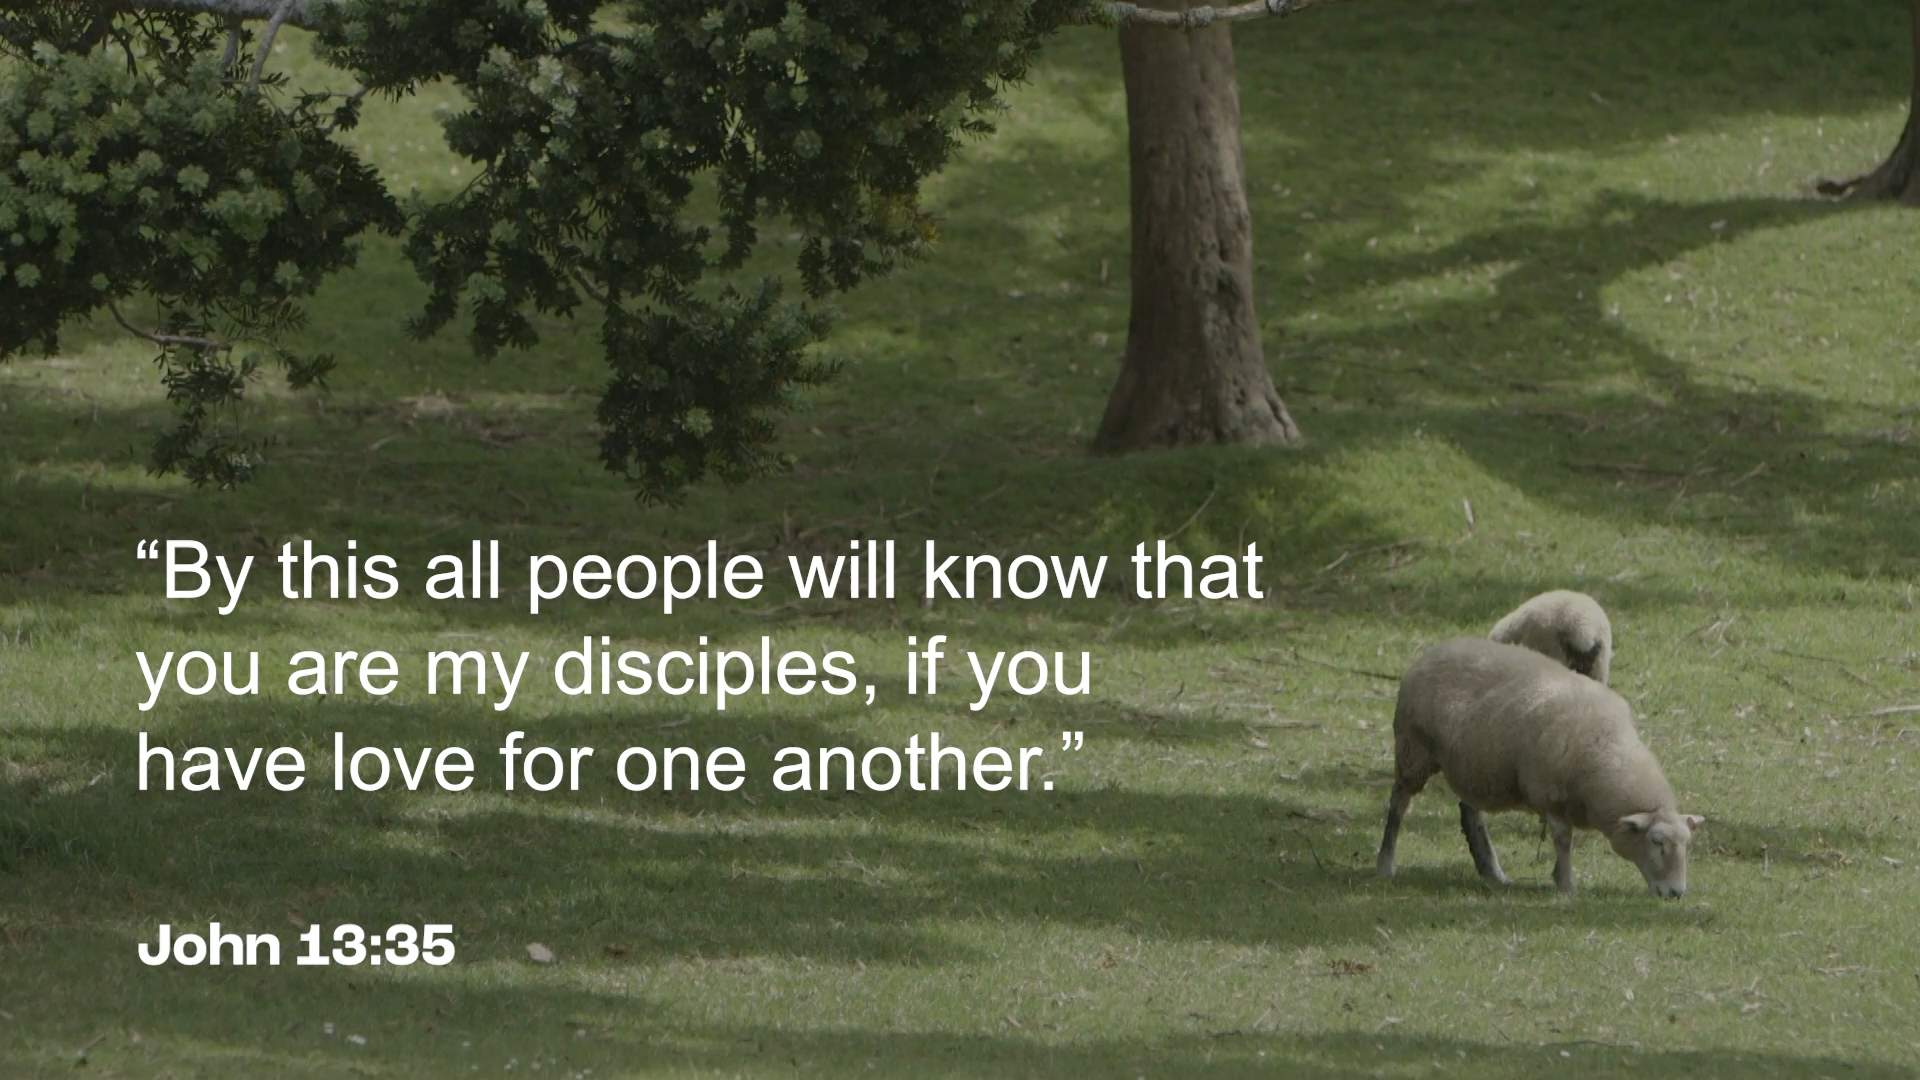 “By this all people will know that
you are my disciples, if you
have love for one another.”
John 13:35